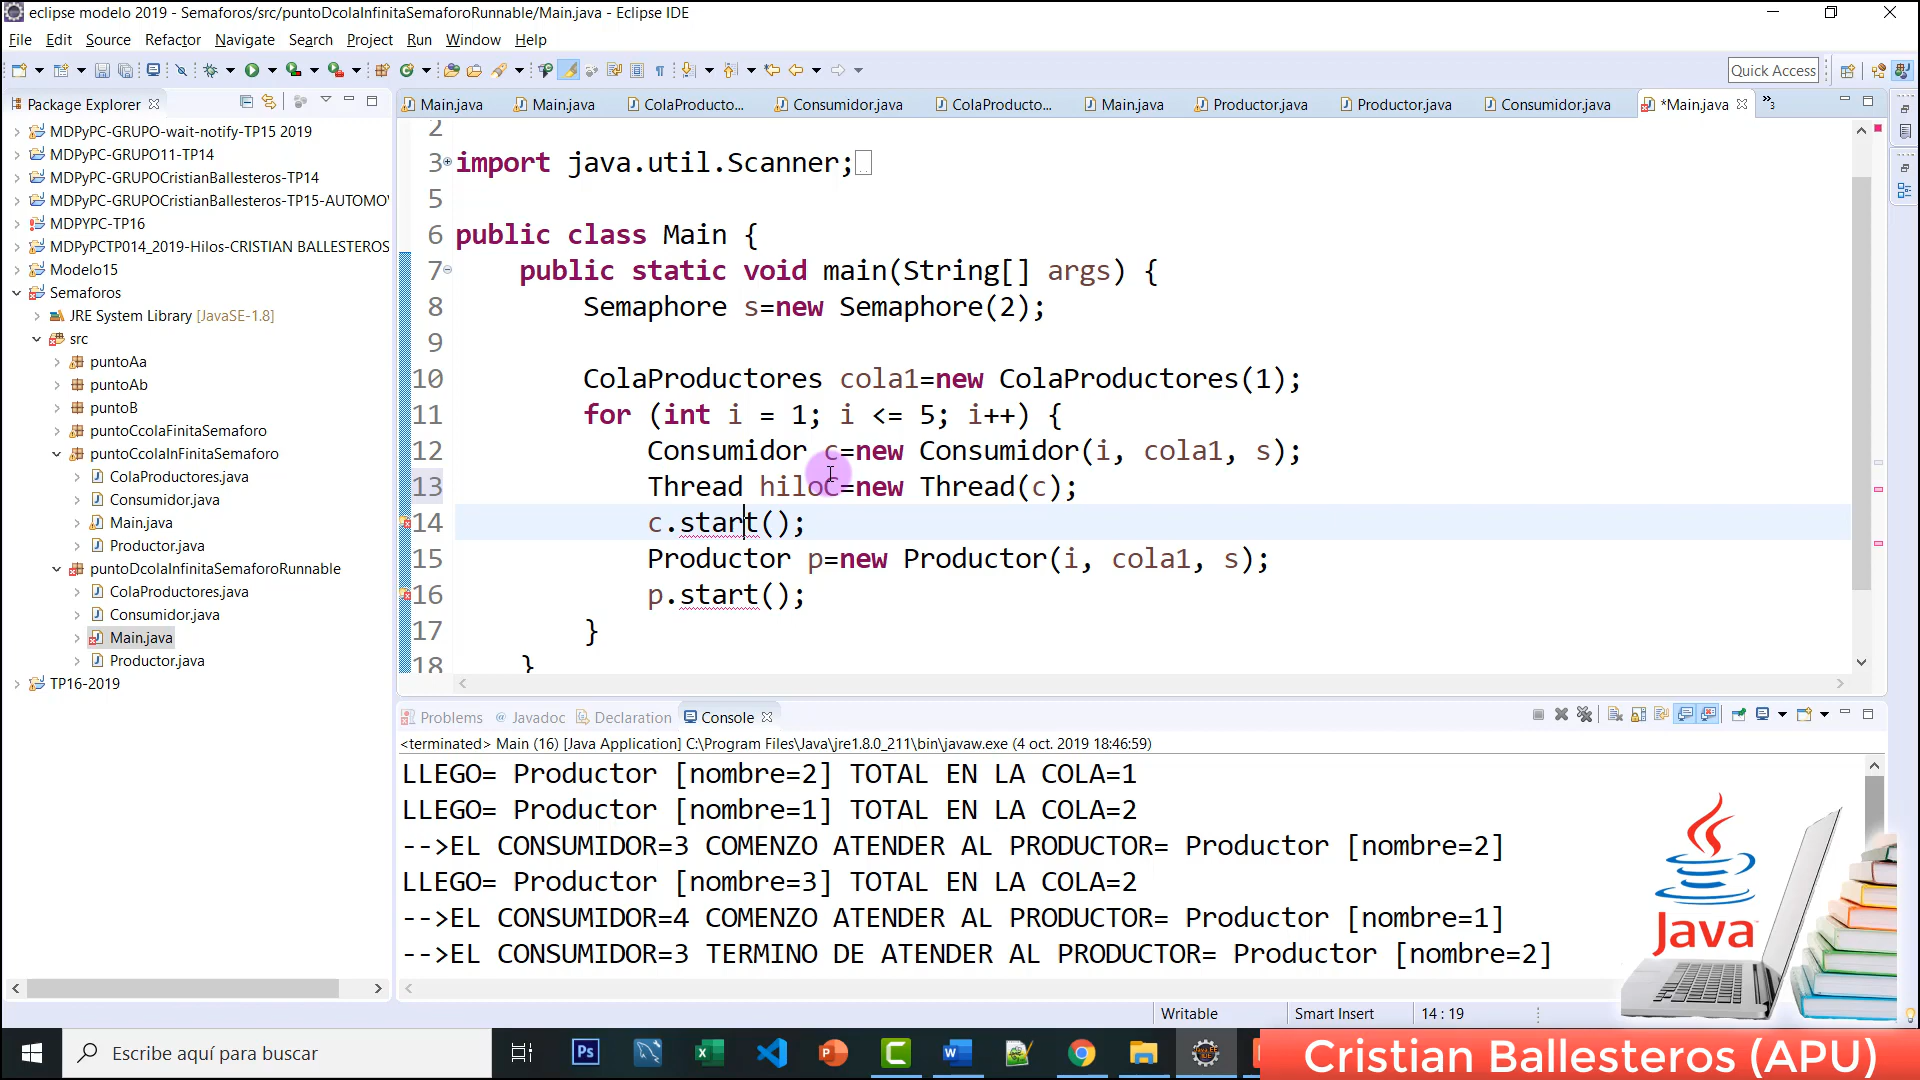 eclipse modelo 2019 - Semaforos/src/puntoDcolaInfinitaSemaforoRunnable/Main.java - Eclipse IDE
File Edit Source Refactor Navigate Search Project Run Window Help
Quick Access
Package Explorer
MDPyPC-GRUPO-wait-notify-TP15 2019
MDPyPC-GRUPO11-TP14
MDPyPC-GRUPOCristianBallesteros-TP14
MDPyPC-GRUPOCristianBallesteros-TP15-AUTOMOV
MDPYPC-TP16
MDPyPCTP014_2019-Hilos-CRISTIAN BALLESTEROS
Modelo15
Semaforos
JRE System Library [JavaSE-1.8]
src
puntoAa
puntoAb
puntoB
puntoCcolaFinitaSemaforo
puntoCcolaInFinitaSemaforo
ColaProductores.java
Consumidor.java
Main.java
Productor.java
puntoDcolaInfinitaSemaforoRunnable
ColaProductores.java
Consumidor.java
Main.java
Productor.java
TP16-2019
Main.java Main.java ColaProducto... Consumidor.java ColaProducto... Main.java Productor.java Productor.java Consumidor.java *Main.java »3
2
3 import java.util.Scanner;
5
6 public class Main {
7 public static void main(String[] args) {
8 Semaphore s=new Semaphore(2);
9
10 ColaProductores cola1=new ColaProductores(1);
11 for (int i = 1; i <= 5; i++) {
12 Consumidor c=new Consumidor(i, cola1, s);
13 Thread hiloC=new Thread(c);
14 c.start();
15 Productor p=new Productor(i, cola1, s);
16 p.start();
17 }
18 }
Problems Javadoc Declaration Console
<terminated> Main (16) [Java Application] C:\Program Files\Java\jre1.8.0_211\bin\javaw.exe (4 oct. 2019 18:46:59)
LLEGO= Productor [nombre=2] TOTAL EN LA COLA=1
LLEGO= Productor [nombre=1] TOTAL EN LA COLA=2
-->EL CONSUMIDOR=3 COMENZO ATENDER AL PRODUCTOR= Productor [nombre=2]
LLEGO= Productor [nombre=3] TOTAL EN LA COLA=2
-->EL CONSUMIDOR=4 COMENZO ATENDER AL PRODUCTOR= Productor [nombre=1]
-->EL CONSUMIDOR=3 TERMINO DE ATENDER AL PRODUCTOR= Productor [nombre=2]
Java
Writable Smart Insert 14 : 19
Escribe aquí para buscar
Cristian Ballesteros (APU)